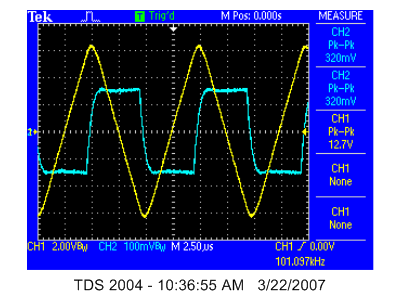 Tek Trig'd M Pos: 0.000s MEASURE
CH2
Pk-Pk
320mV
CH2
Pk-Pk
320mV
CH1
Pk-Pk
12.7V
CH1
None
CH1
None
CH1 2.00VBW CH2 100mVBW M 2.50µs CH1 0.00V
101.097kHz
TDS 2004 - 10:36:55 AM 3/22/2007